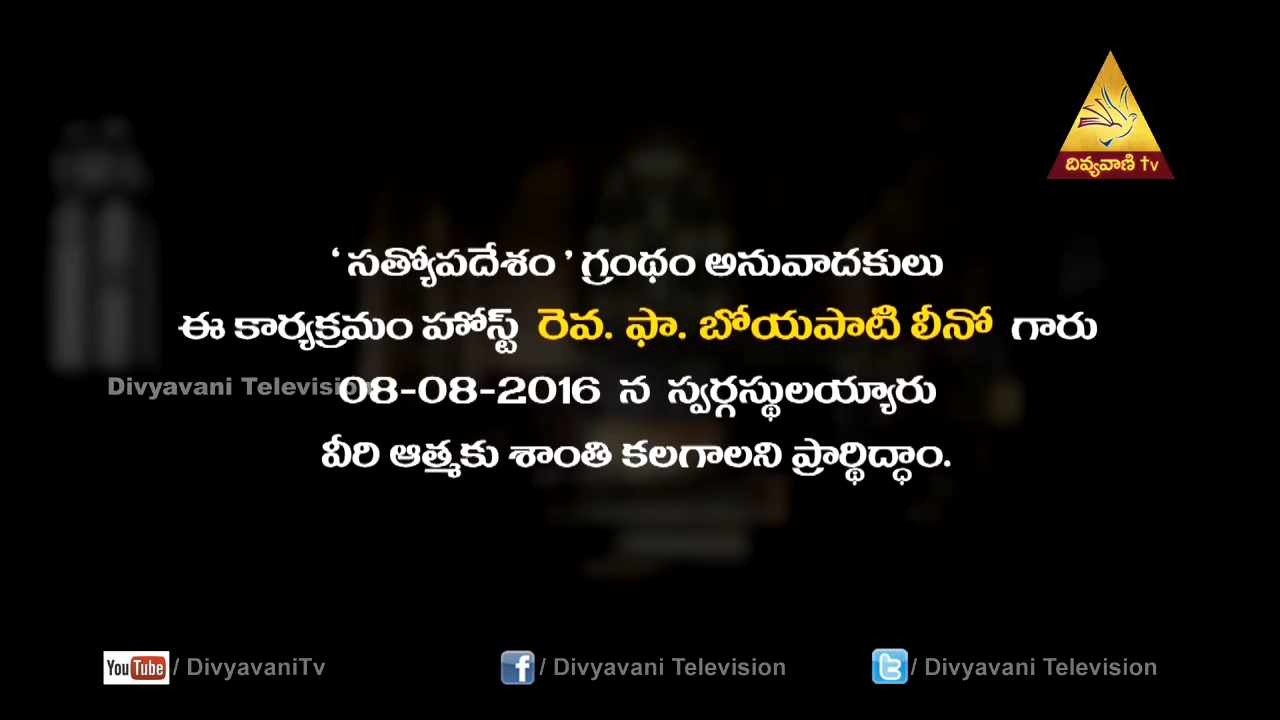 దివ్యవాణి tv
‘ సత్యోపదేశం ’ గ్రంథం అనువాదకులు
ఈ కార్యక్రమం హోస్ట్ రెవ. ఫా. బోయపాటి లీనో గారు
Divyavani Television
08-08-2016 న స్వర్గస్థులయ్యారు
వీరి ఆత్మకు శాంతి కలగాలని ప్రార్థిద్ధాం.
YouTube / DivyavaniTv
f / Divyavani Television
t / Divyavani Television